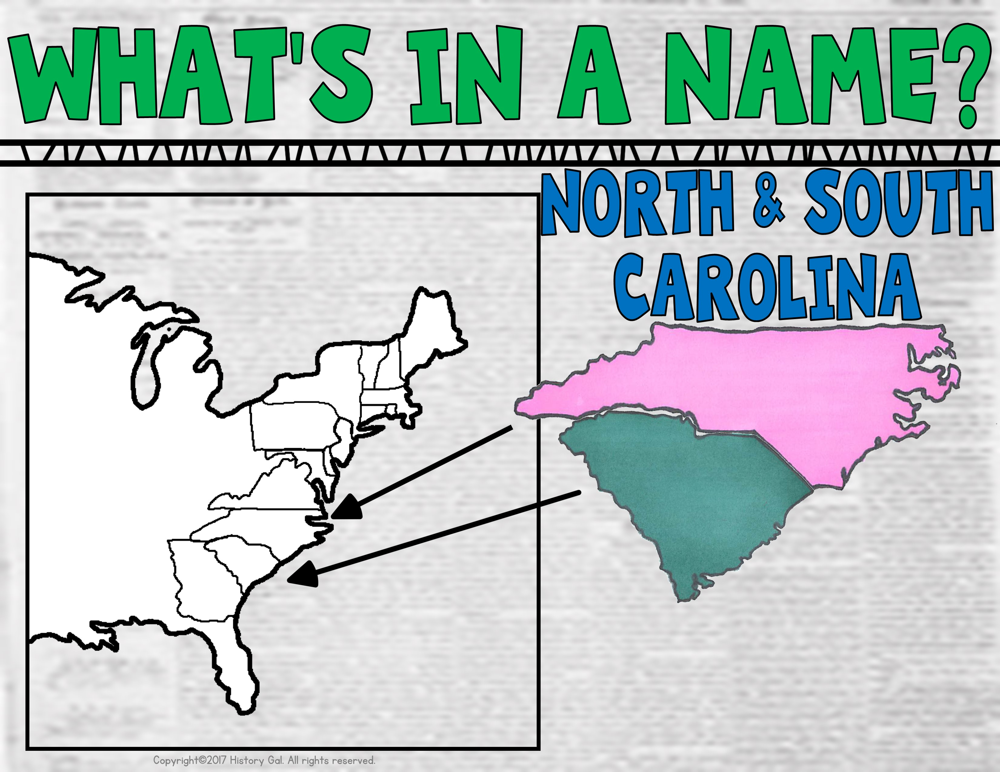 WHAT'S IN A NAME?
NORTH & SOUTH
CAROLINA
Copyright©2017 History Gal. All rights reserved.